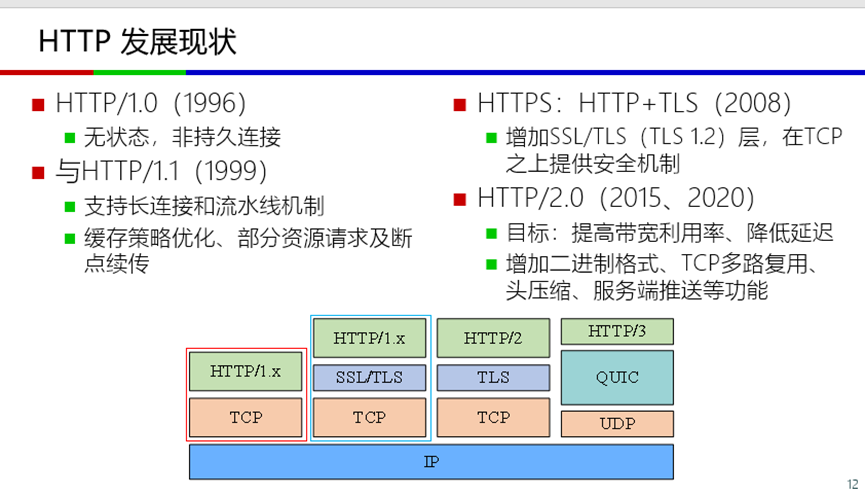 HTTP 发展现状
HTTP/1.0（1996）
无状态，非持久连接
与HTTP/1.1（1999）
支持长连接和流水线机制
缓存策略优化、部分资源请求及断
点续传
HTTPS：HTTP+TLS（2008）
增加SSL/TLS（TLS 1.2）层，在TCP
之上提供安全机制
HTTP/2.0（2015、2020）
目标：提高带宽利用率、降低延迟
增加二进制格式、TCP多路复用、
头压缩、服务端推送等功能
HTTP/1.x
TCP
HTTP/1.x
SSL/TLS
TCP
HTTP/2
TLS
TCP
HTTP/3
QUIC
UDP
IP
12